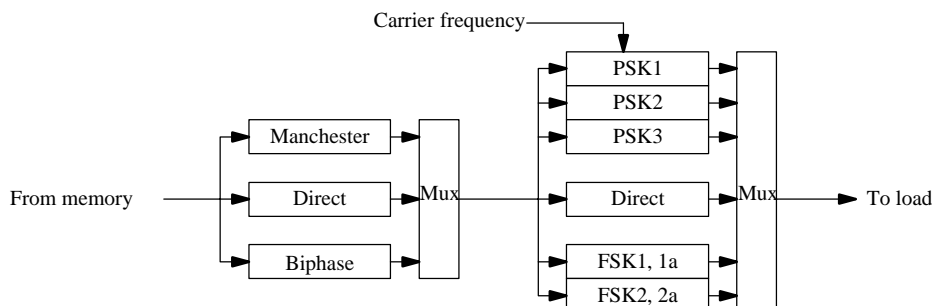 Carrier frequency
PSK1
PSK2
PSK3
Manchester
From memory
Direct
Mux
Direct
Mux
To load
Biphase
FSK1, 1a
FSK2, 2a